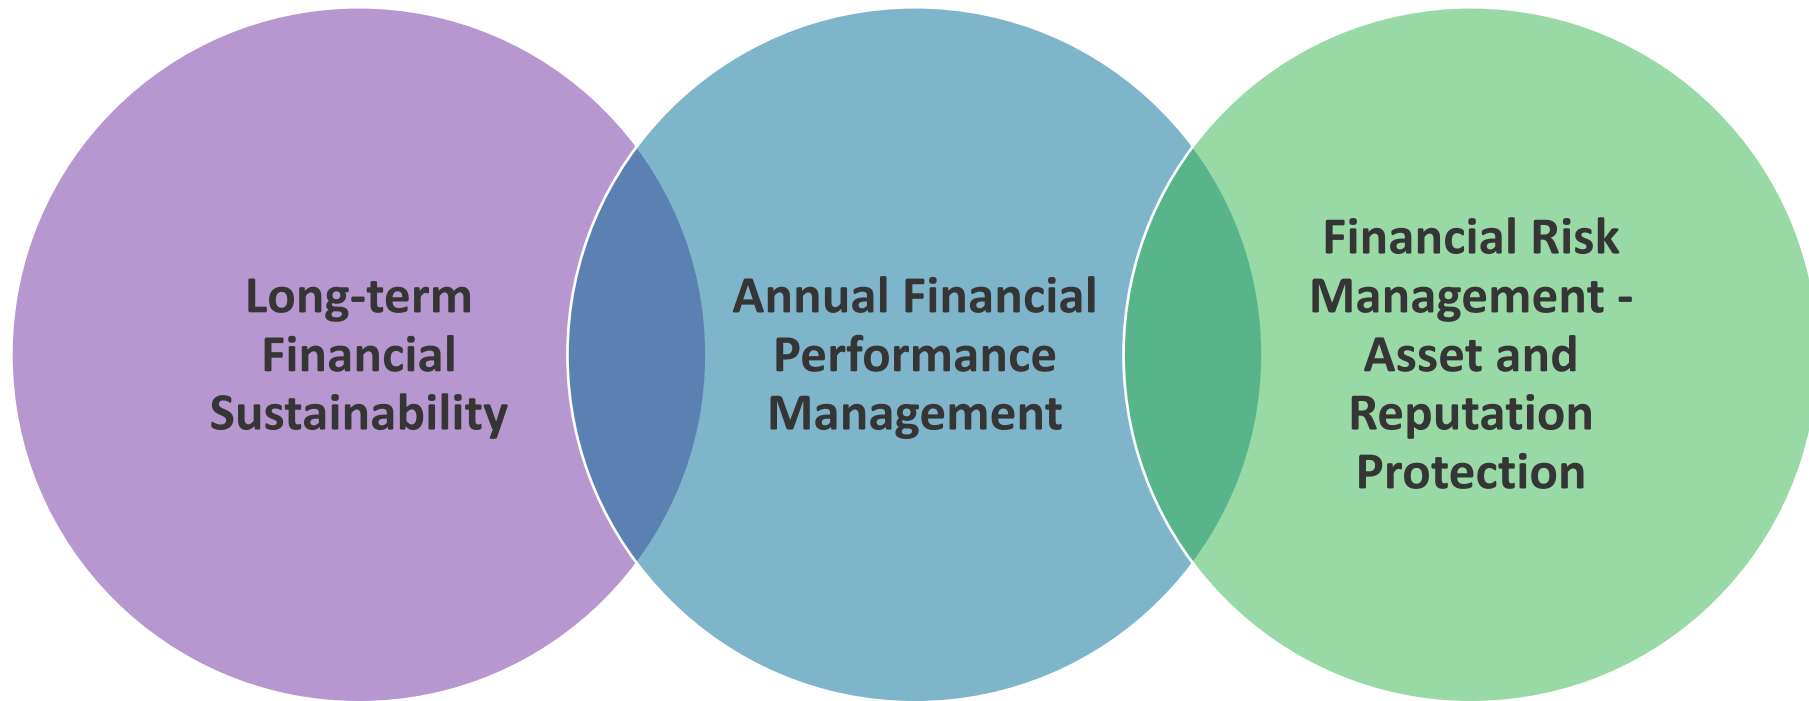 Long-term
Financial
Sustainability
Annual Financial
Performance
Management
Financial Risk
Management -
Asset and
Reputation
Protection